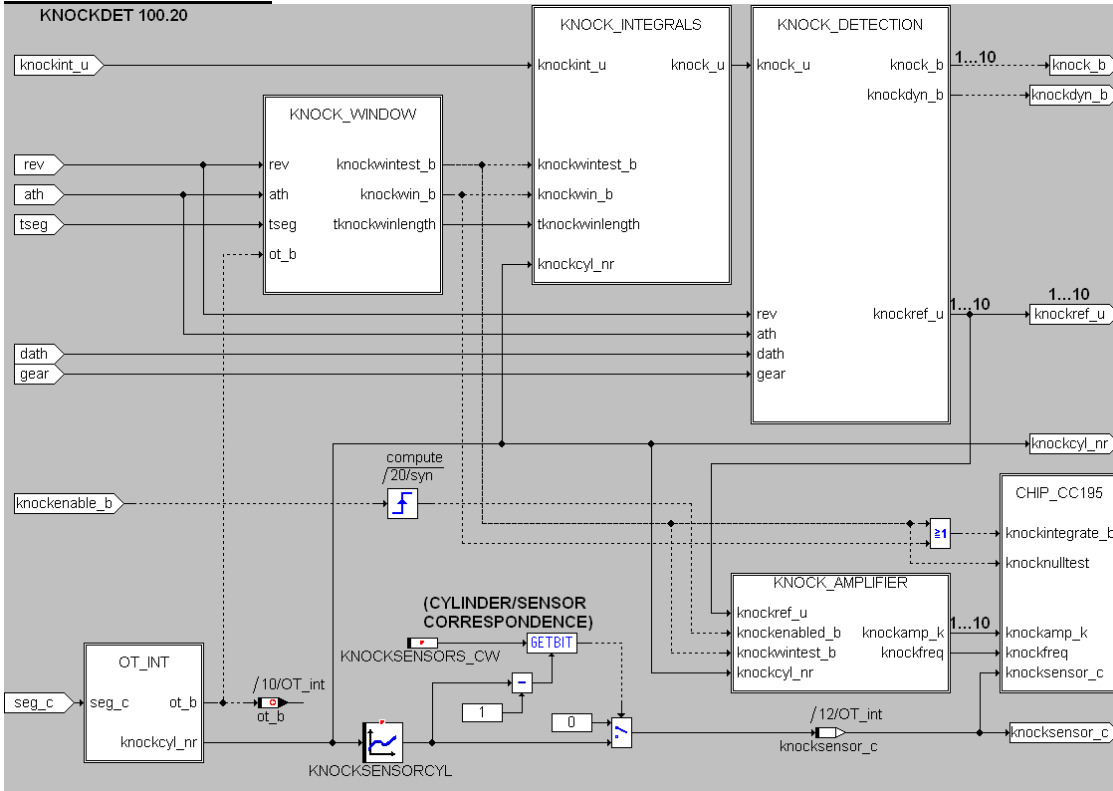 KNOCKDET 100.20
KNOCK_INTEGRALS
KNOCK_DETECTION
knockint_u
knockint_u
knock_u
knock_u
knock_b
1...10
knock_b
knockdyn_b
knockdyn_b
KNOCK_WINDOW
rev
rev
knockwintest_b
knockwintest_b
ath
ath
knockwin_b
knockwin_b
tseg
tseg
tknockwinlength
tknockwinlength
ot_b
knockcyl_nr
1...10
1...10
rev
knockref_u
knockref_u
ath
dath
dath
gear
gear
knockcyl_nr
compute
/20/syn
knockenable_b
CHIP_CC195
≥1
knockintegrate_b
knocknulltest
KNOCK_AMPLIFIER
(CYLINDER/SENSOR
CORRESPONDENCE)
knockref_u
1...10
GETBIT
knockenabled_b
knockamp_k
knockamp_k
KNOCKSENSORS_CW
knockwintest_b
knockfreq
knockfreq
OT_INT
knockcyl_nr
knocksensor_c
/10/OT_int
-
seg_c
seg_c
ot_b
ot_b
1
0
/12/OT_int
knockcyl_nr
knocksensor_c
knocksensor_c
KNOCKSENSORCYL